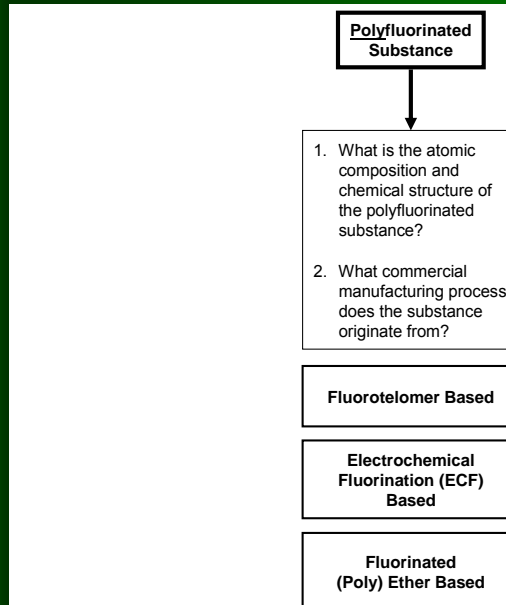 Polyfluorinated
Substance
1. What is the atomic
composition and
chemical structure of
the polyfluorinated
substance?
2. What commercial
manufacturing process
does the substance
originate from?
Fluorotelomer Based
Electrochemical
Fluorination (ECF)
Based
Fluorinated
(Poly) Ether Based